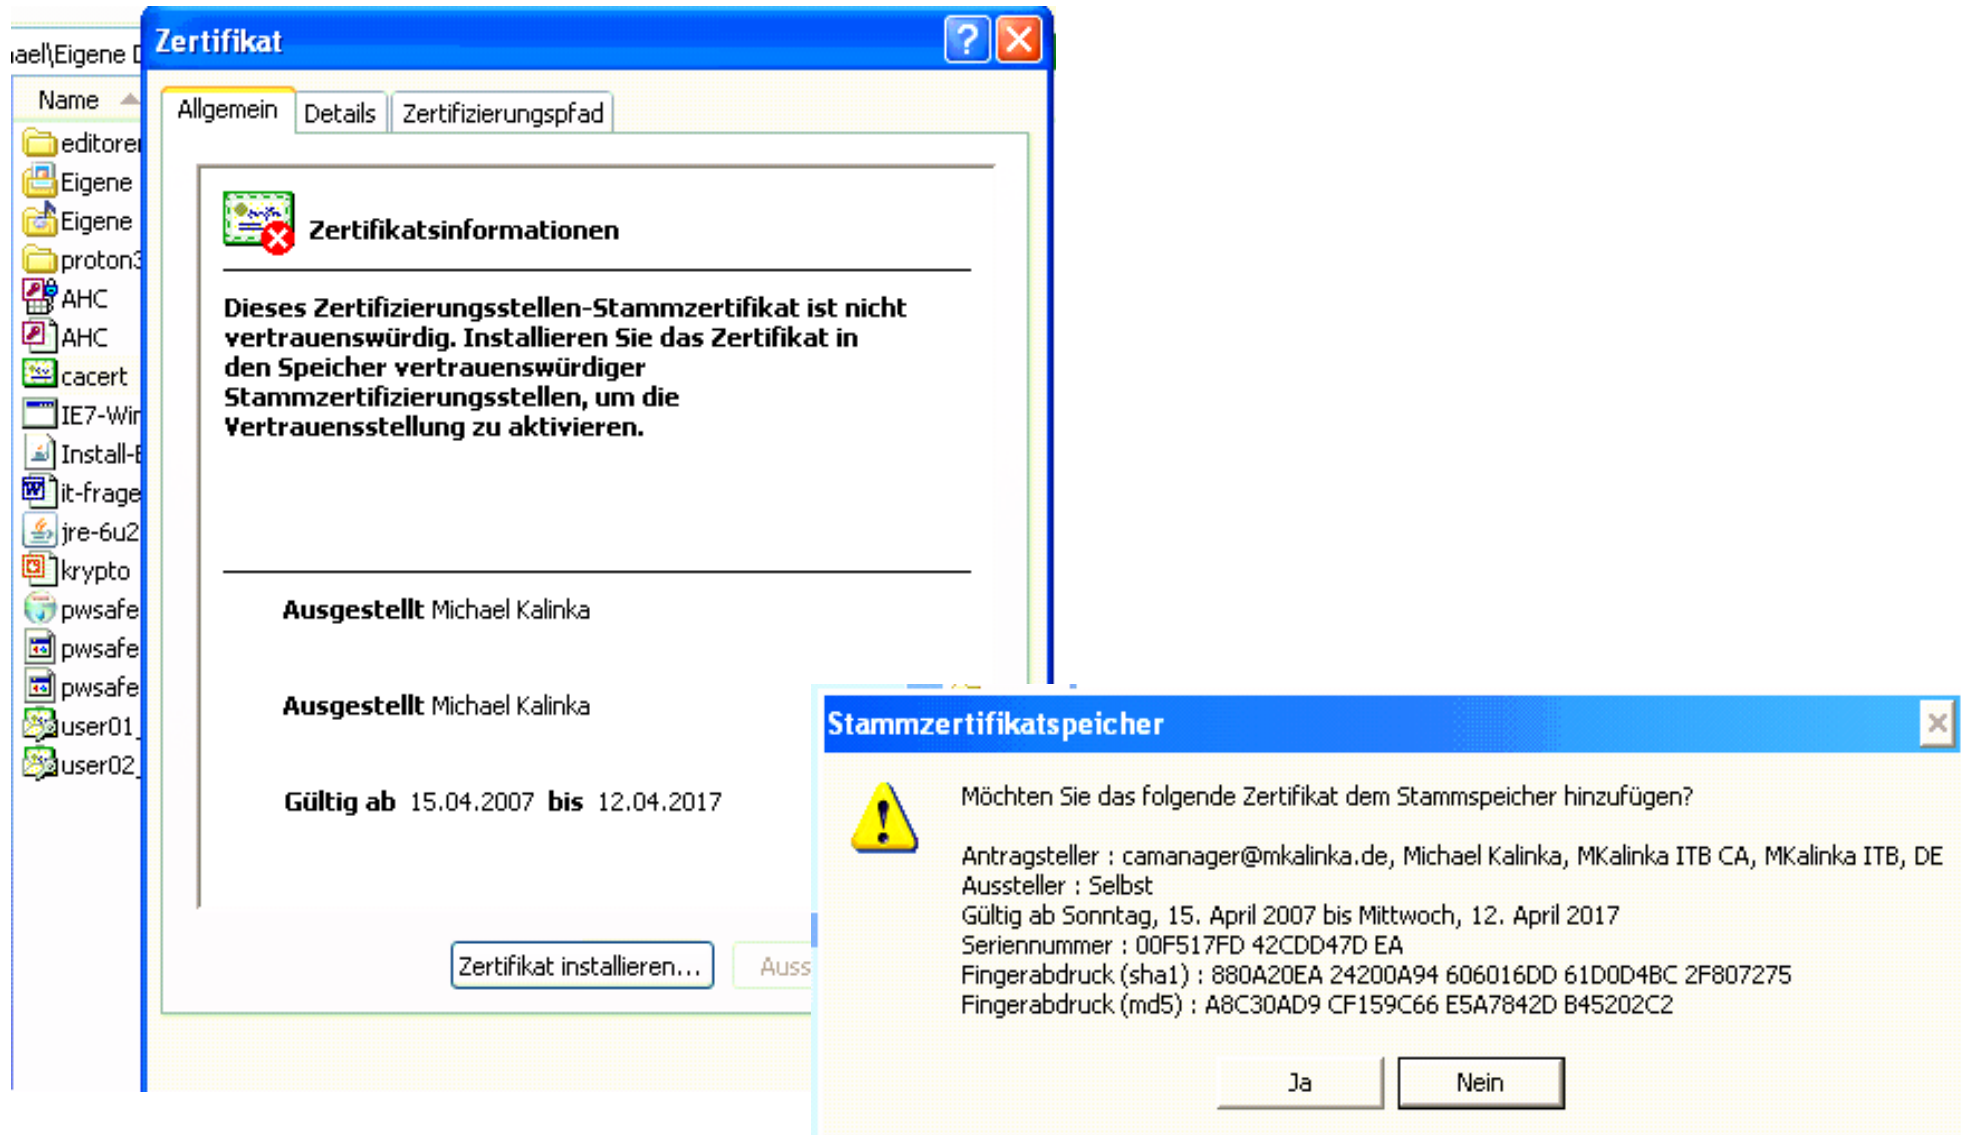 ael\Eigene D
Name
editore
Eigene
Eigene
proton3
AHC
AHC
cacert
IE7-Wir
Install-E
it-frage
jre-6u2
krypto
pwsafe
pwsafe
pwsafe
user01_
user02_
Zertifikat
Allgemein Details Zertifizierungspfad
Zertifikatsinformationen
Dieses Zertifizierungsstellen-Stammzertifikat ist nicht
vertrauenswürdig. Installieren Sie das Zertifikat in
den Speicher vertrauenswürdiger
Stammzertifizierungsstellen, um die
Vertrauensstellung zu aktivieren.
Ausgestellt Michael Kalinka
Ausgestellt Michael Kalinka
Gültig ab 15.04.2007 bis 12.04.2017
Zertifikat installieren... Auss
Stammzertifikatspeicher
Möchten Sie das folgende Zertifikat dem Stammspeicher hinzufügen?
Antragsteller : camanager@mkalinka.de, Michael Kalinka, MKalinka ITB CA, MKalinka ITB, DE
Aussteller : Selbst
Gültig ab Sonntag, 15. April 2007 bis Mittwoch, 12. April 2017
Seriennummer : 00F517FD 42CDD47D EA
Fingerabdruck (sha1) : 880A20EA 24200A94 606016DD 61D0D4BC 2F807275
Fingerabdruck (md5) : A8C30AD9 CF159C66 E5A7842D B45202C2
Ja Nein